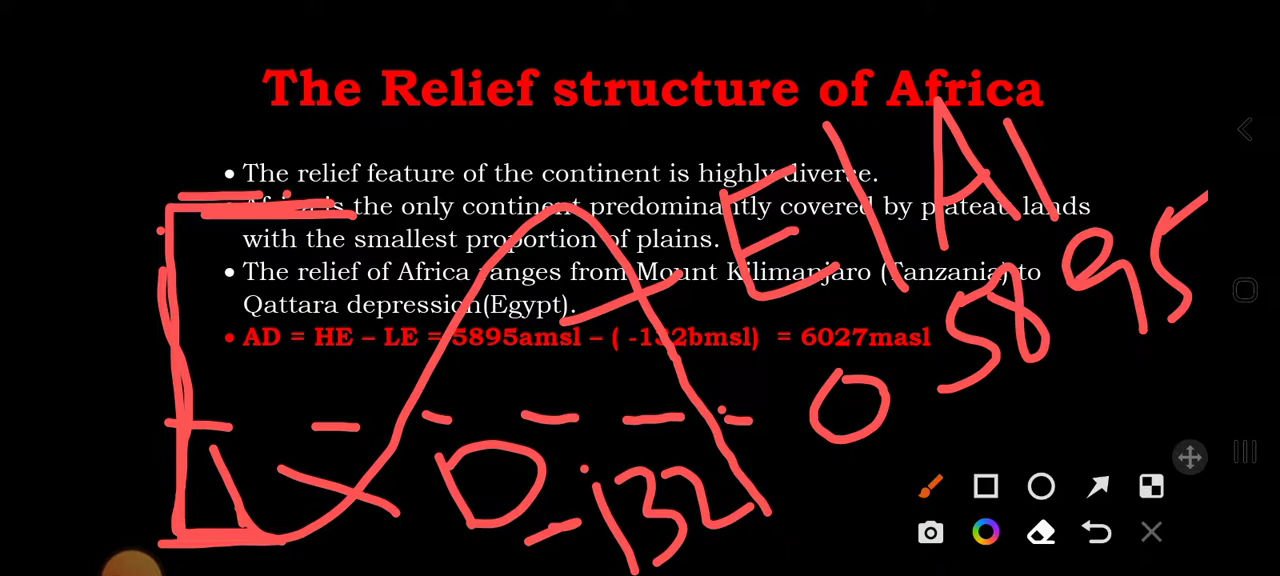 The Relief structure of Africa
• The relief feature of the continent is highly diverse.
• Africa is the only continent predominantly covered by plateau lands
with the smallest proportion of plains.
• The relief of Africa ranges from Mount Kilimanjaro (Tanzania) to
Qattara depression(Egypt).
• AD = HE – LE = 5895amsl – ( -132bmsl) = 6027masl
5895
0
-132